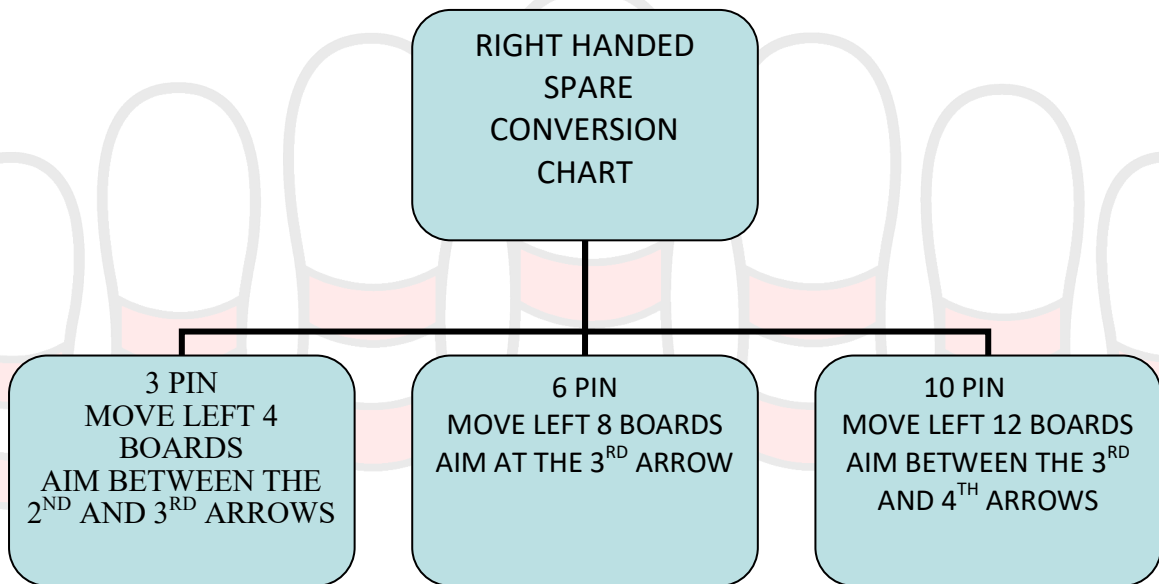 RIGHT HANDED
SPARE
CONVERSION
CHART
3 PIN
MOVE LEFT 4
BOARDS
AIM BETWEEN THE
2ND AND 3RD ARROWS
6 PIN
MOVE LEFT 8 BOARDS
AIM AT THE 3RD ARROW
10 PIN
MOVE LEFT 12 BOARDS
AIM BETWEEN THE 3RD
AND 4TH ARROWS